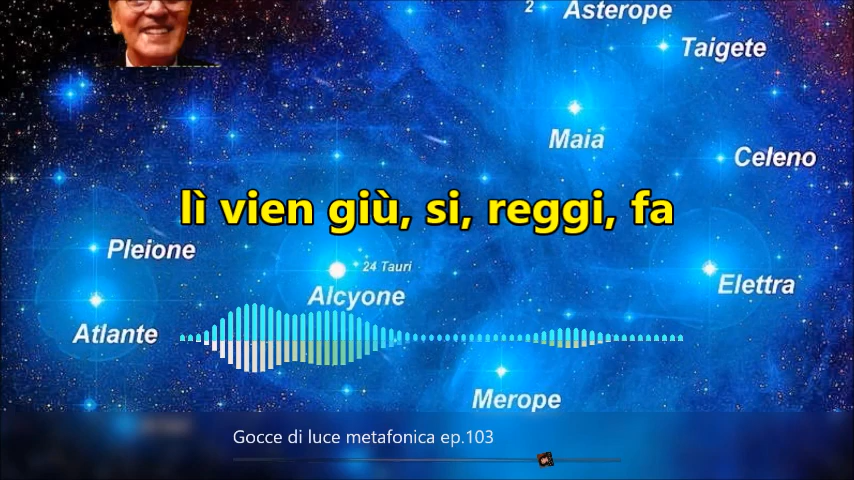 2 Asterope
Taigete
Maia
Celeno
lì vien giù, si, reggi, fa
Pleione
24 Tauri
Elettra
Alcyone
Atlante
Merope
Gocce di luce metafonica ep.103